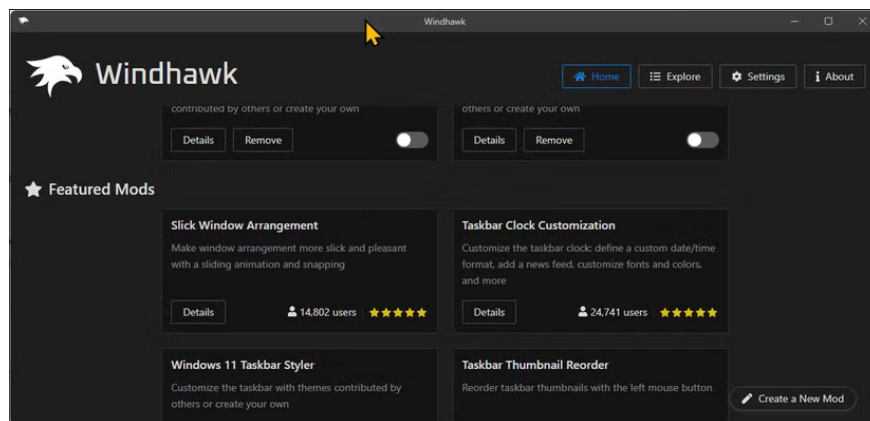 Windhawk
Windhawk
Home
Explore
Settings
About
contributed by others or create your own
Details
Remove
others or create your own
Details
Remove
Featured Mods
Slick Window Arrangement
Make window arrangement more slick and pleasant
with a sliding animation and snapping
Details
14,802 users
Taskbar Clock Customization
Customize the taskbar clock: define a custom date/time
format, add a news feed, customize fonts and colors,
and more
Details
24,741 users
Windows 11 Taskbar Styler
Customize the taskbar with themes contributed by
others or create your own
Taskbar Thumbnail Reorder
Reorder taskbar thumbnails with the left mouse button
Create a New Mod